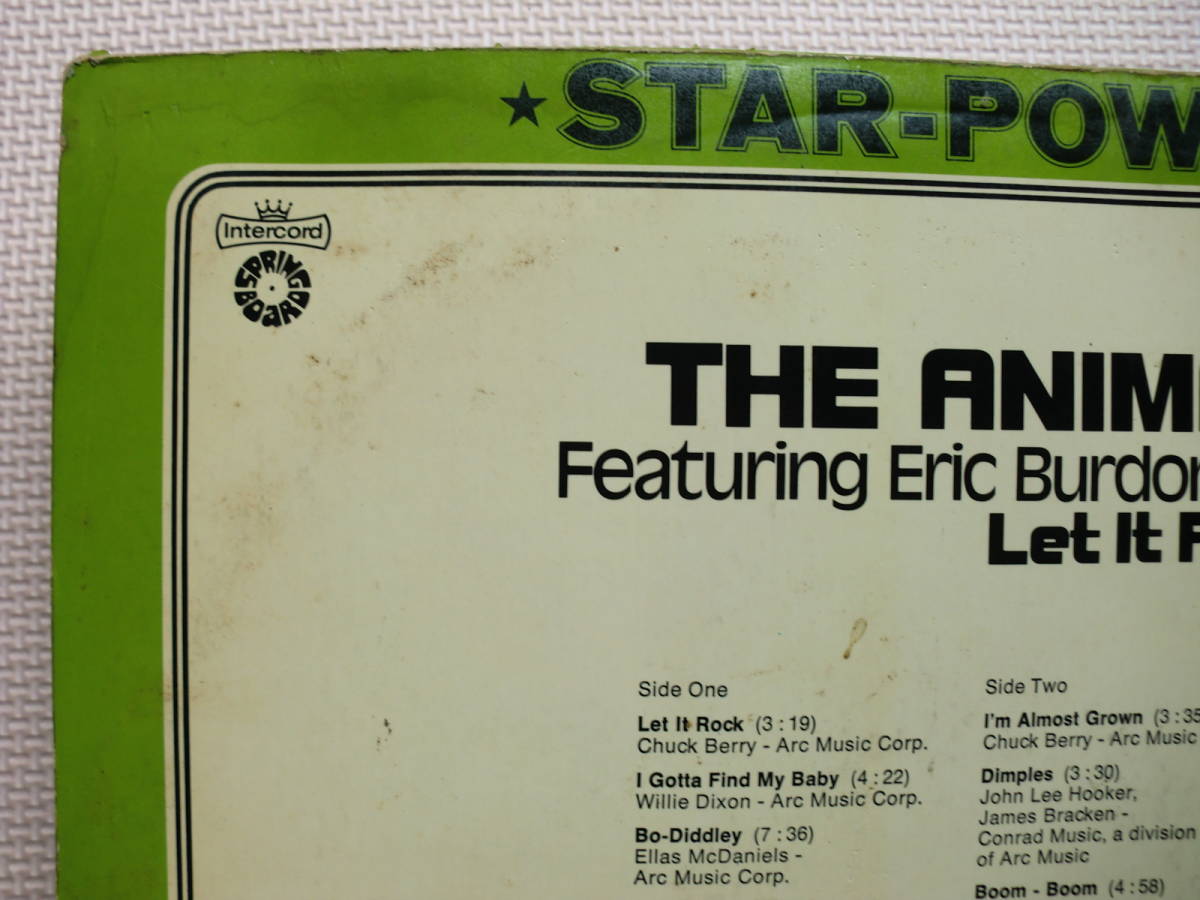 ★STAR-POW
Intercord
SPRING BOARD
THE ANIM
Featuring Eric Burdon
Let It R
Side One
Let It Rock (3 : 19)
Chuck Berry - Arc Music Corp.
I Gotta Find My Baby (4 : 22)
Willie Dixon - Arc Music Corp.
Bo-Diddley (7 : 36)
Ellas McDaniels -
Arc Music Corp.
Side Two
I'm Almost Grown (3 : 35
Chuck Berry - Arc Music
Dimples (3 : 30)
John Lee Hooker,
James Bracken -
Conrad Music, a division
of Arc Music
Boom - Boom (4 : 58)